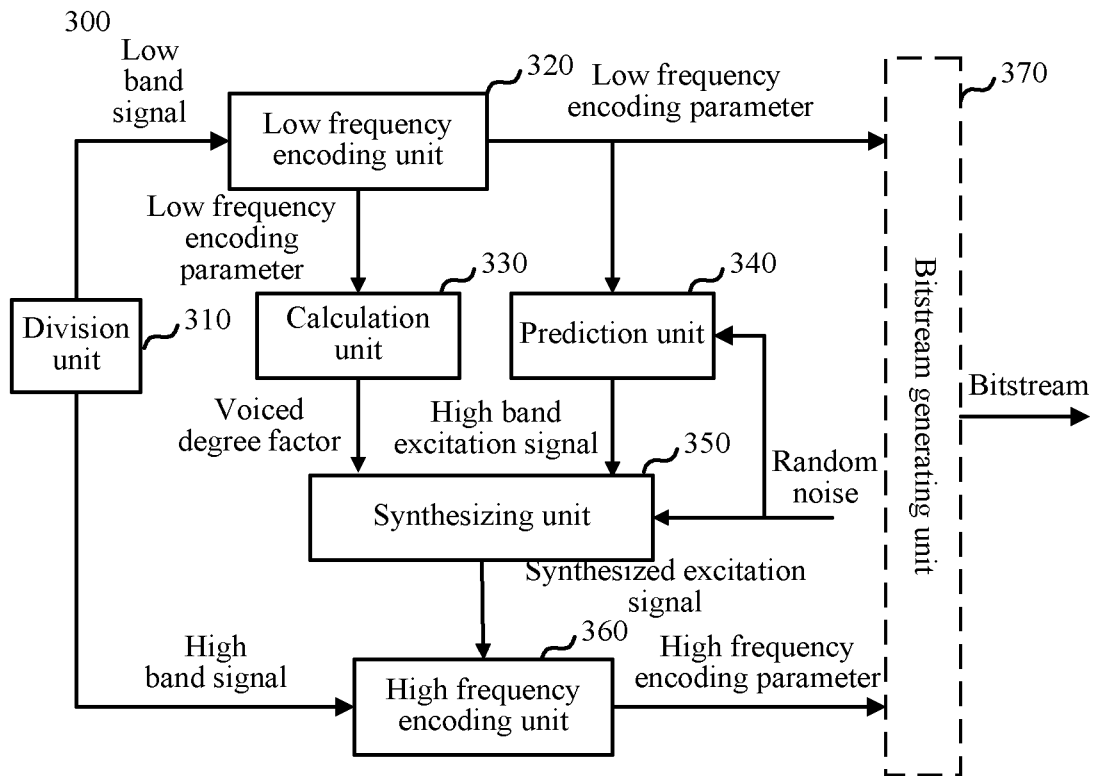 300
Low
band
signal
320
Low frequency
encoding unit
Low frequency
encoding parameter
370
Low frequency
encoding
parameter
330
340
Division
unit
310
Calculation
unit
Prediction unit
Bitstream generating unit
Bitstream
Voiced
degree factor
High band
excitation signal
350
Random
noise
Synthesizing unit
Synthesized excitation
signal
360
High
band signal
High frequency
encoding unit
High frequency
encoding parameter